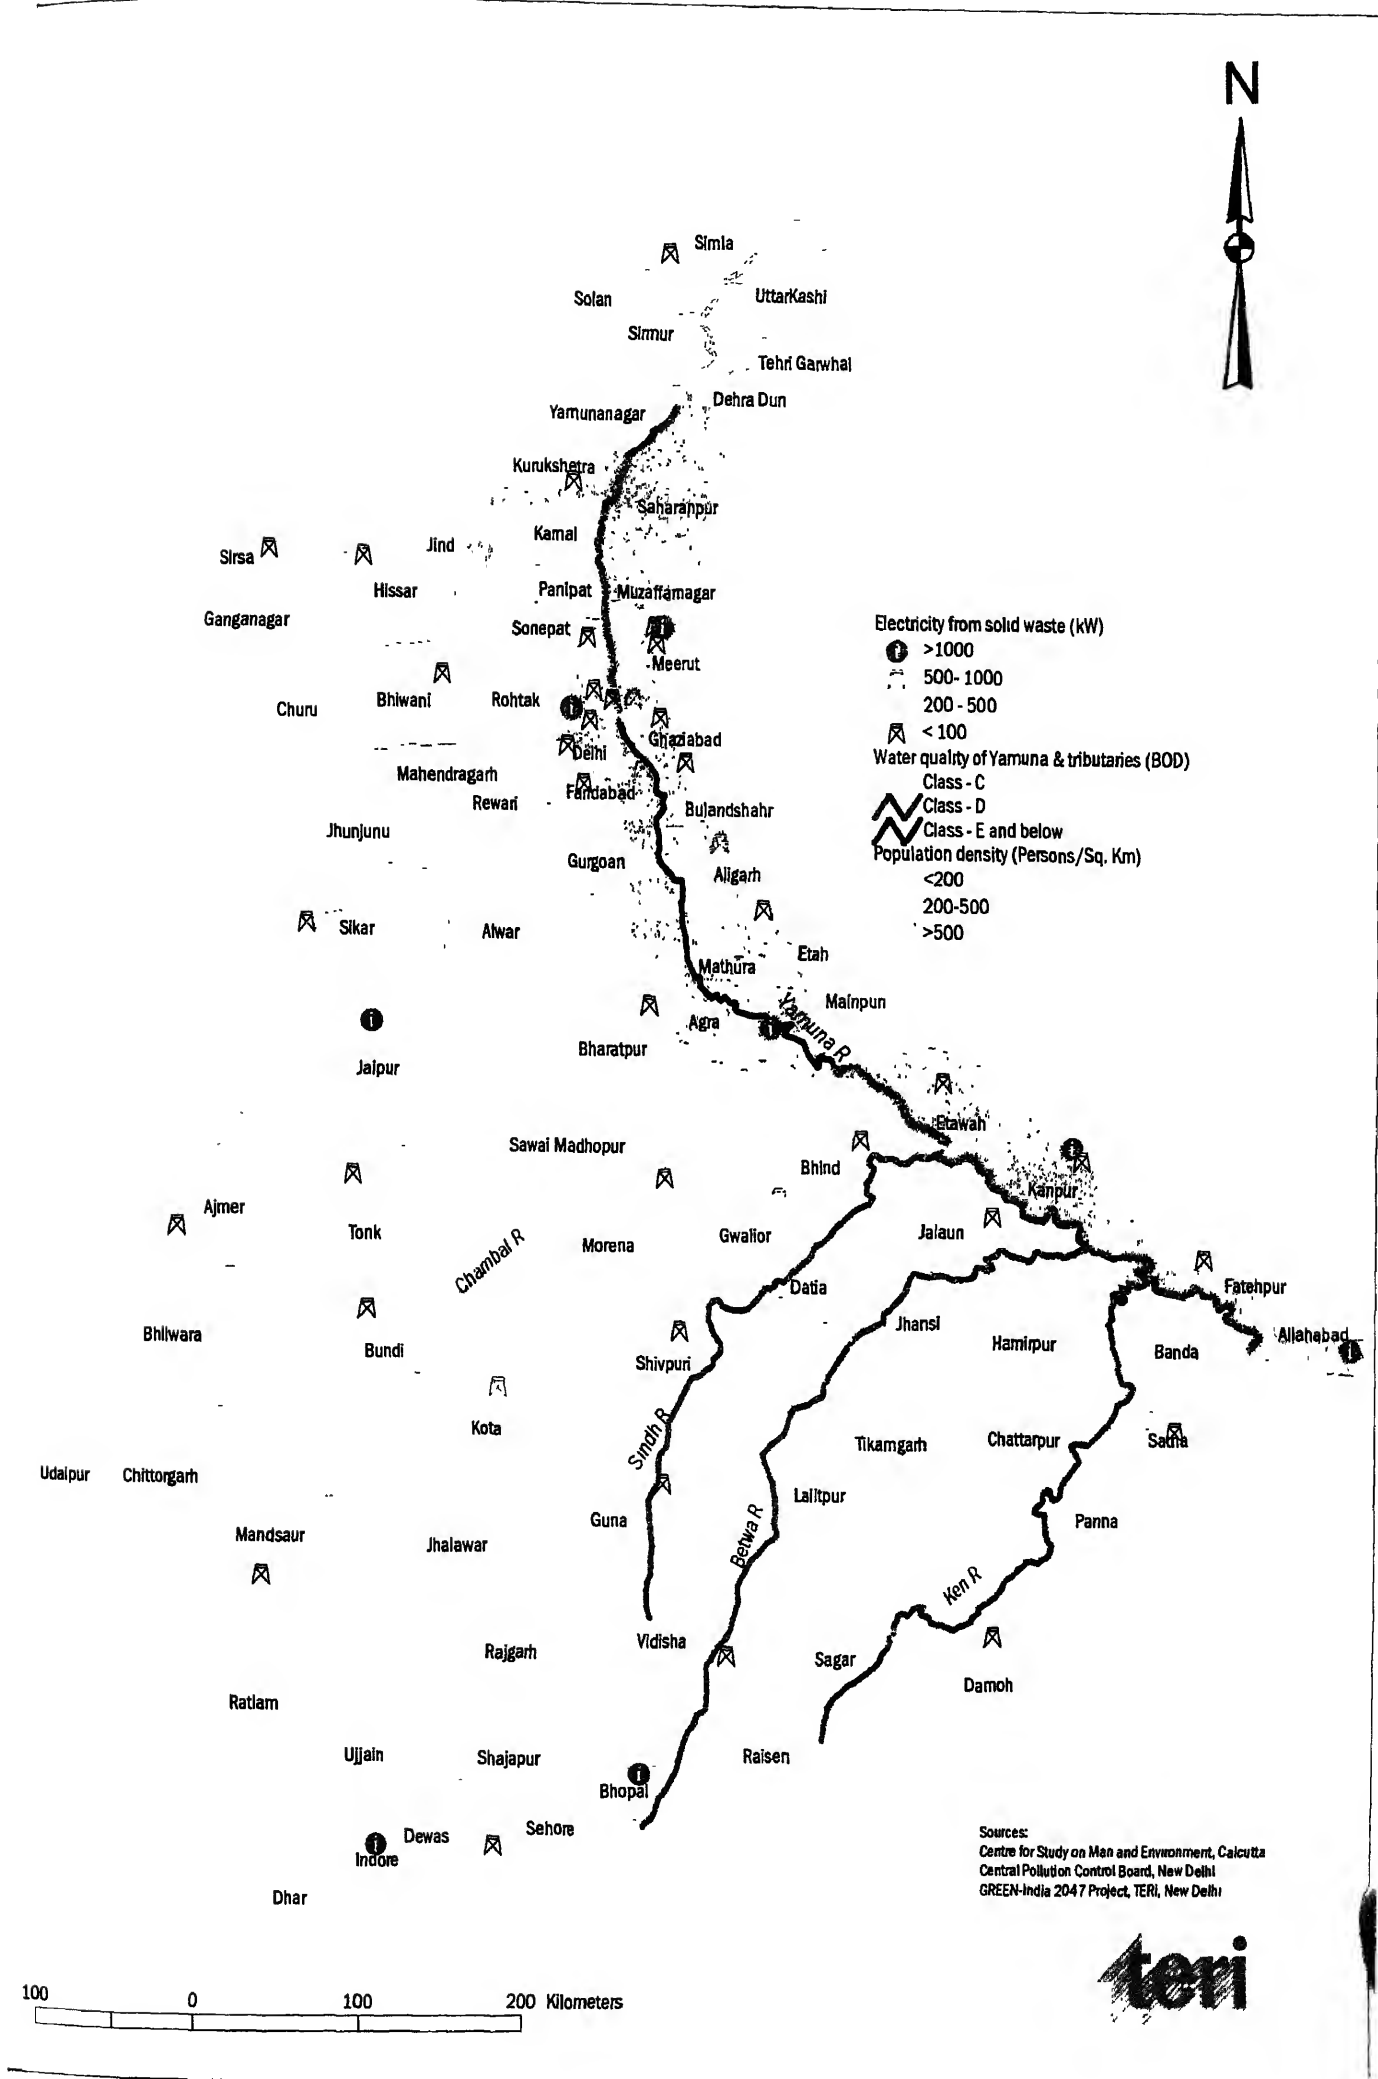 N
Simla
Solan
UttarKashi
Sirmur
Tehri Garwhal
Dehra Dun
Yamunanagar
Kurukshetra
Saharanpur
Karnal
Jind
Sirsa
Hissar
Panipat
Muzaffarnagar
Ganganagar
Sonepat
Meerut
Bhiwani
Rohtak
Churu
Delhi
Ghaziabad
Mahendragarh
Rewari
Faridabad
Bulandshahr
Jhunjunu
Gurgoan
Aligarh
Electricity from solid waste (kW)
>1000
500-1000
200-500
<100
Water quality of Yamuna & tributaries (BOD)
Class-C
Class-D
Class-E and below
Population density (Persons/Sq. Km)
<200
200-500
>500
Sikar
Alwar
Etah
Mathura
Mainpuri
Agra
Yamuna R
Bharatpur
Jaipur
Etawah
Sawai Madhopur
Bhind
Kanpur
Ajmer
Tonk
Chambal R
Morena
Gwalior
Jalaun
Datia
Fatehpur
Bhilwara
Bundi
Jhansi
Hamirpur
Banda
Allahabad
Shivpuri
Kota
Sindh R
Tikamgarh
Chattarpur
Satna
Udaipur
Chittorgarh
Lalitpur
Guna
Betwa R
Panna
Mandsaur
Jhalawar
Ken R
Rajgarh
Vidisha
Sagar
Damoh
Ratlam
Ujjain
Shajapur
Raisen
Bhopal
Dewas
Sehore
Indore
Dhar
Sources:
Centre for Study on Man and Environment, Calcutta
Central Pollution Control Board, New Delhi
GREEN-India 2047 Project, TERI, New Delhi
teri
100 0 100 200 Kilometers